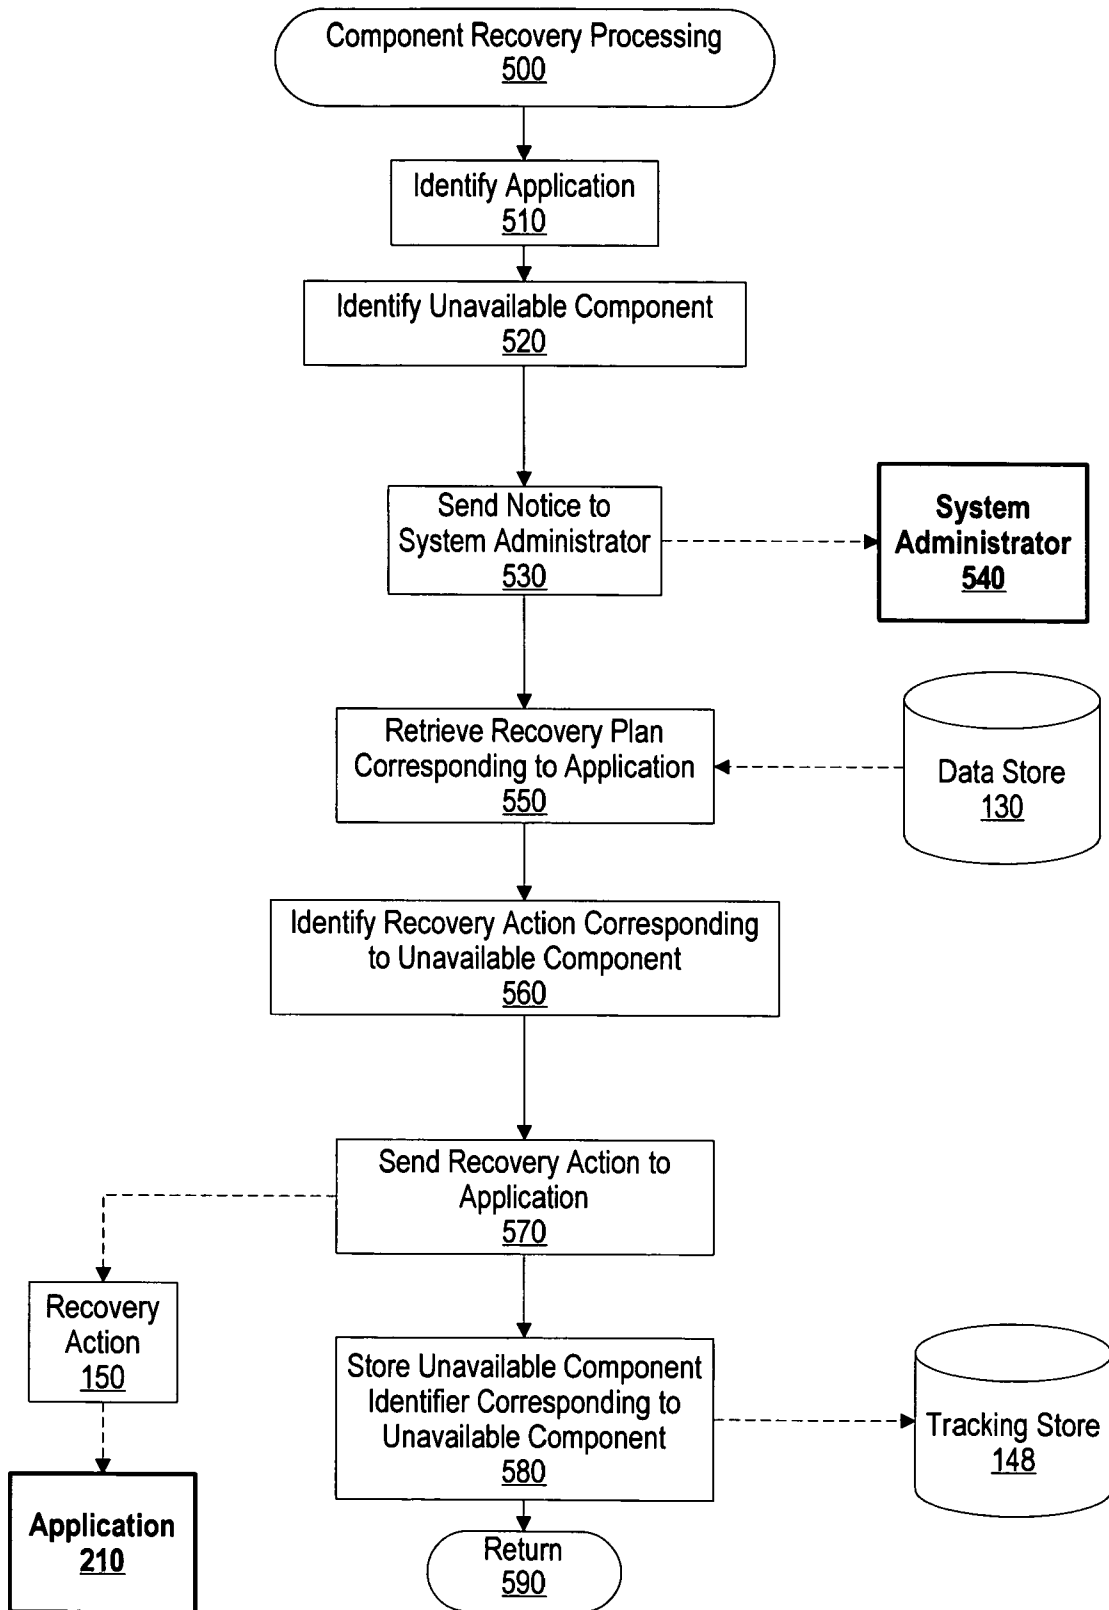 Component Recovery Processing
500
Identify Application
510
Identify Unavailable Component
520
Send Notice to
System Administrator
530
System
Administrator
540
Retrieve Recovery Plan
Corresponding to Application
550
Data Store
130
Identify Recovery Action Corresponding
to Unavailable Component
560
Send Recovery Action to
Application
570
Recovery
Action
150
Store Unavailable Component
Identifier Corresponding to
Unavailable Component
580
Tracking Store
148
Application
210
Return
590